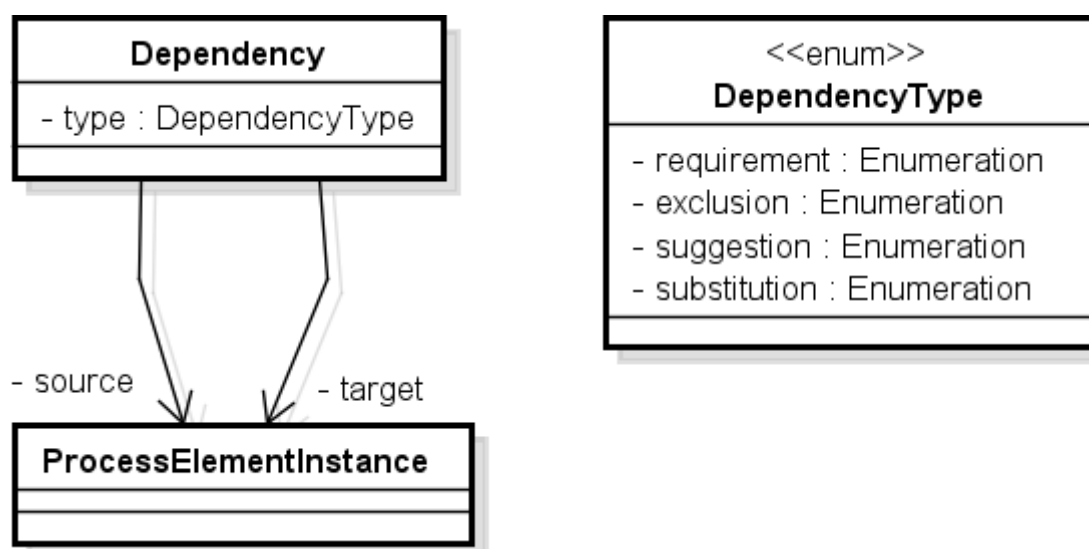 Dependency
- type : DependencyType
<<enum>>
DependencyType
- requirement : Enumeration
- exclusion : Enumeration
- suggestion : Enumeration
- substitution : Enumeration
- source
- target
ProcessElementInstance